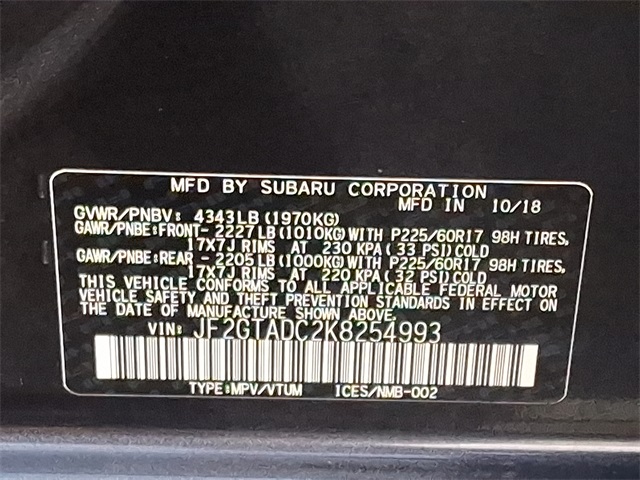 MFD BY SUBARU CORPORATION
MFD IN 10/18
GVWR/PNBV: 4343LB(1970KG)
GAWR/PNBE:FRONT- 2227LB(1010KG)WITH P225/60R17 98H TIRES,
17X7J RIMS AT 230 KPA(33 PSI)COLD
GAWR/PNBE:REAR - 2205LB(1000KG)WITH P225/60R17 98H TIRES,
17X7J RIMS AT 220 KPA(32 PSI)COLD
THIS VEHICLE CONFORMS TO ALL APPLICABLE FEDERAL MOTOR
VEHICLE SAFETY AND THEFT PREVENTION STANDARDS IN EFFECT ON
THE DATE OF MANUFACTURE SHOWN ABOVE.
VIN: JF2GTADC2K8254993
TYPE:MPV/VTUM ICES/NMB-002